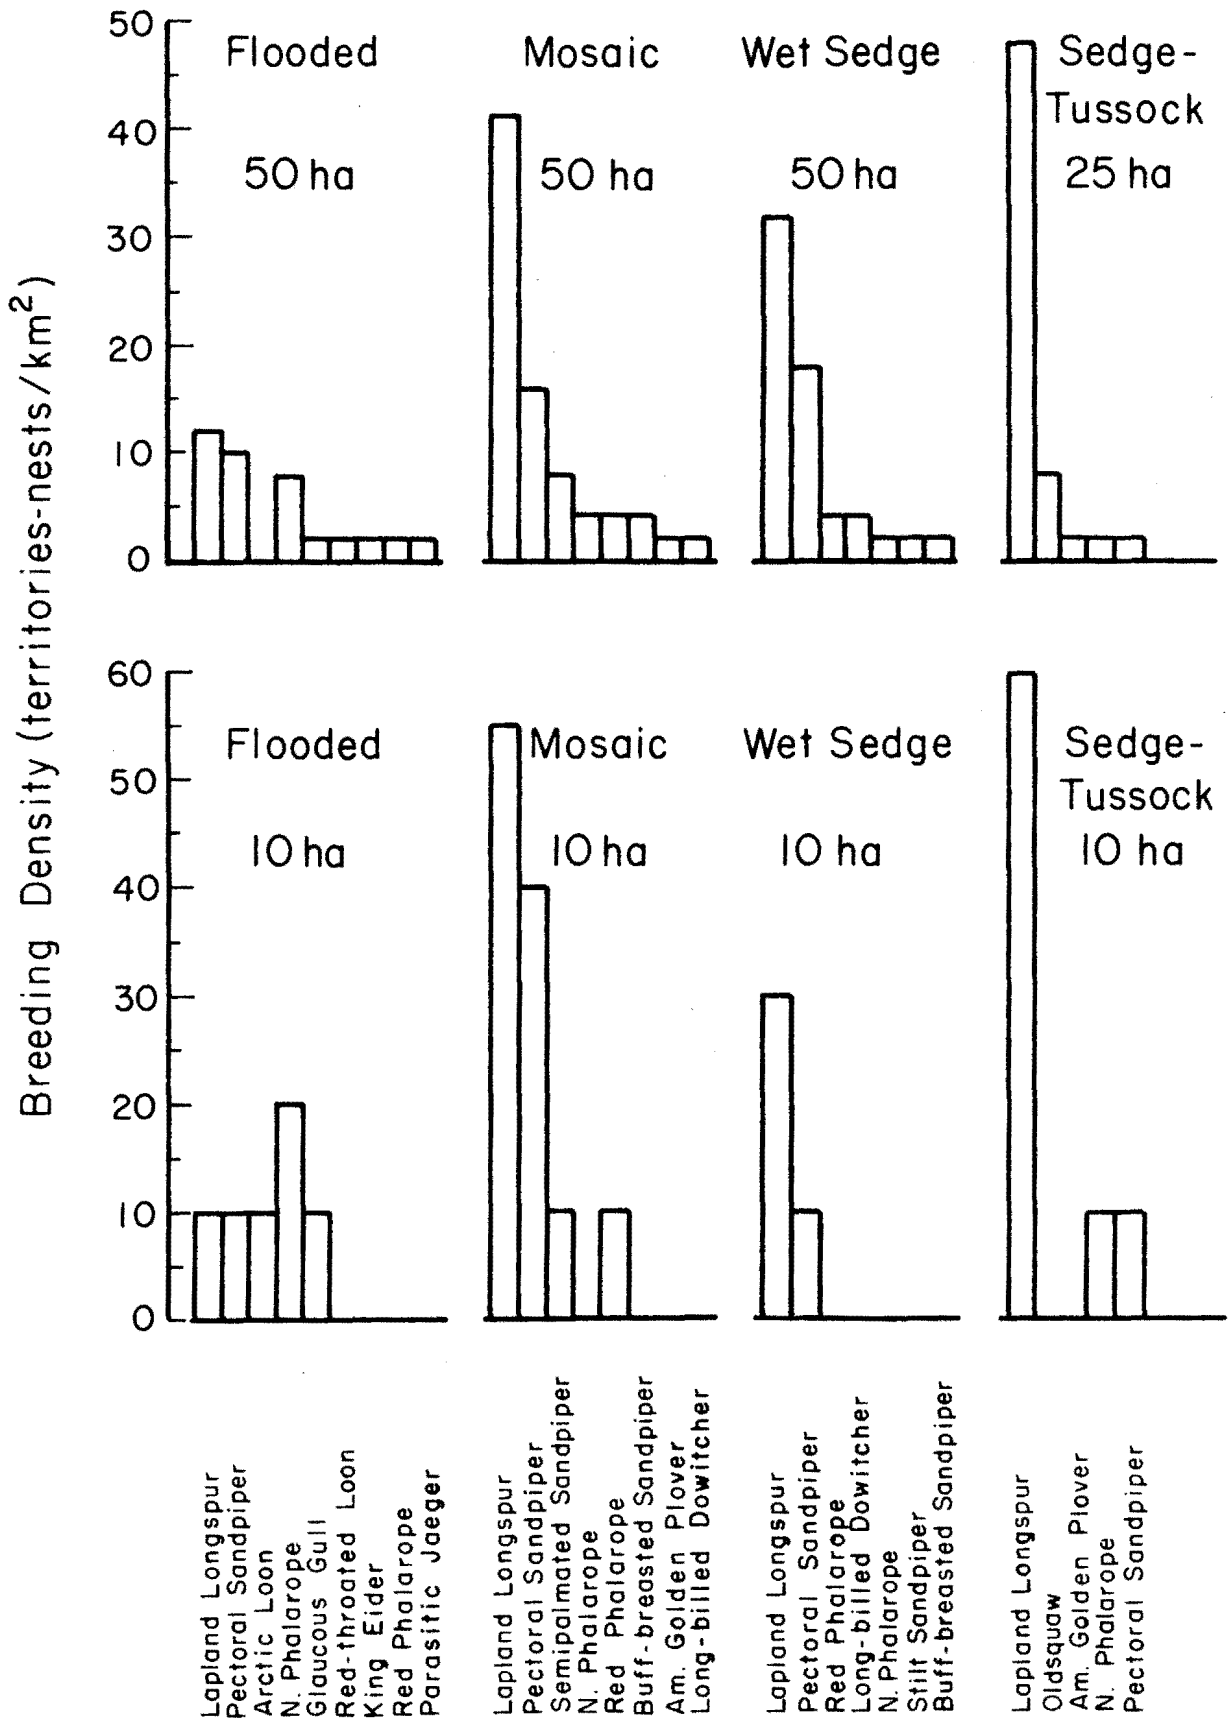 Breeding Density (territories-nests/km²)
50
40
30
20
10
0
Flooded
50 ha
Mosaic
50 ha
Wet Sedge
50 ha
Sedge-
Tussock
25 ha
60
50
40
30
20
10
0
Flooded
10 ha
Mosaic
10 ha
Wet Sedge
10 ha
Sedge-
Tussock
10 ha
Lapland Longspur
Pectoral Sandpiper
Arctic Loon
N. Phalarope
Glaucous Gull
Red-throated Loon
King Eider
Red Phalarope
Parasitic Jaeger
Lapland Longspur
Pectoral Sandpiper
Semipalmated Sandpiper
N. Phalarope
Red Phalarope
Buff-breasted Sandpiper
Am. Golden Plover
Long-billed Dowitcher
Lapland Longspur
Pectoral Sandpiper
Red Phalarope
Long-billed Dowitcher
N. Phalarope
Stilt Sandpiper
Buff-breasted Sandpiper
Lapland Longspur
Oldsquaw
Am. Golden Plover
N. Phalarope
Pectoral Sandpiper